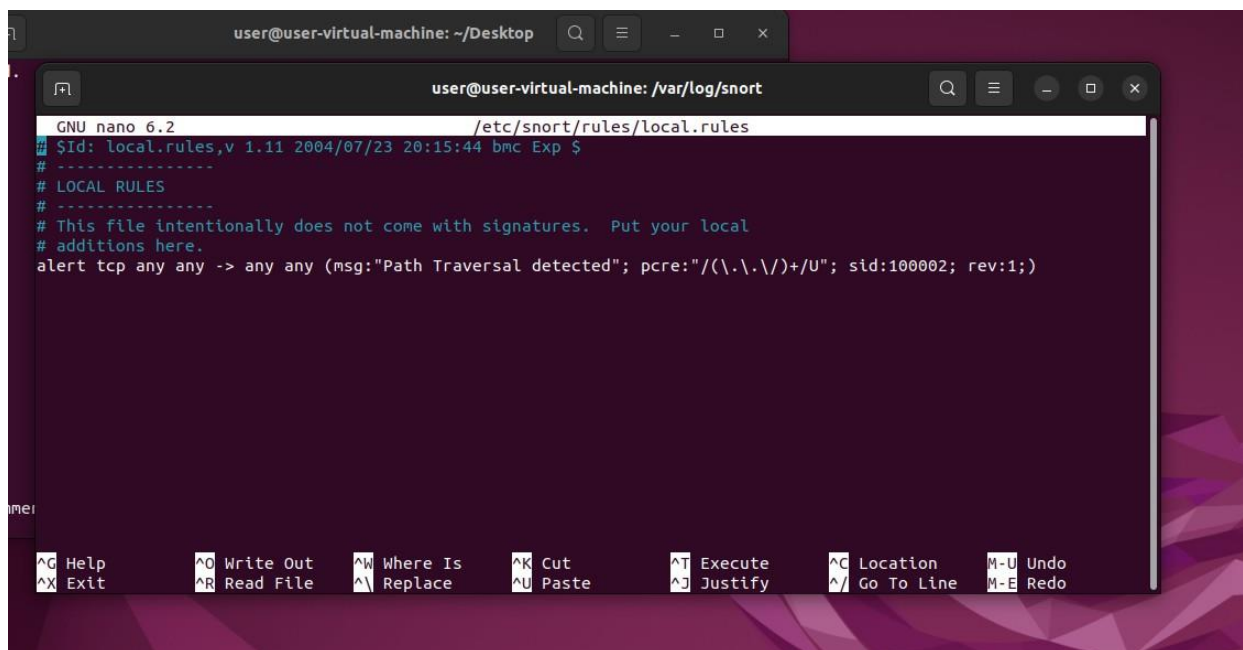 user@user-virtual-machine: ~/Desktop
user@user-virtual-machine: /var/log/snort
GNU nano 6.2 /etc/snort/rules/local.rules
# $Id: local.rules,v 1.11 2004/07/23 20:15:44 bmc Exp $
# ----------------
# LOCAL RULES
# ----------------
# This file intentionally does not come with signatures.  Put your local
# additions here.
alert tcp any any -> any any (msg:"Path Traversal detected"; pcre:"/(\.\.\/)+/U"; sid:100002; rev:1;)
^G Help ^O Write Out ^W Where Is ^K Cut ^T Execute ^C Location M-U Undo
^X Exit ^R Read File ^\ Replace ^U Paste ^J Justify ^/ Go To Line M-E Redo